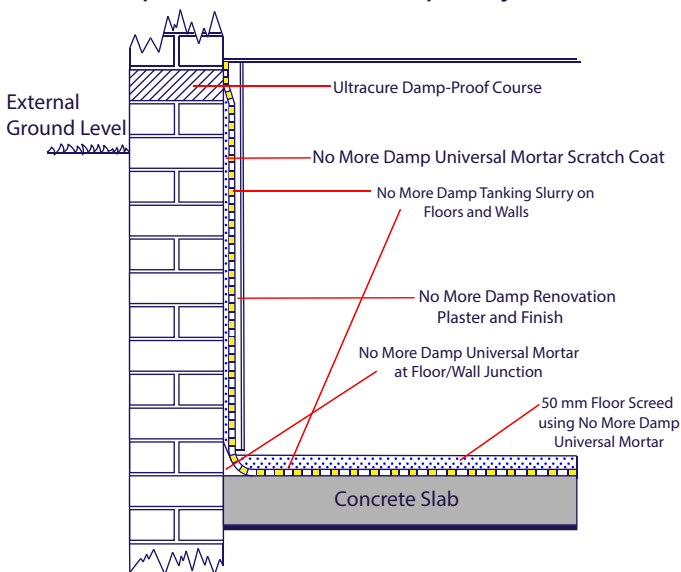 Ultracure Damp-Proof Course
External
Ground Level
No More Damp Universal Mortar Scratch Coat
No More Damp Tanking Slurry on
Floors and Walls
No More Damp Renovation
Plaster and Finish
No More Damp Universal Mortar
at Floor/Wall Junction
50 mm Floor Screed
using No More Damp
Universal Mortar
Concrete Slab